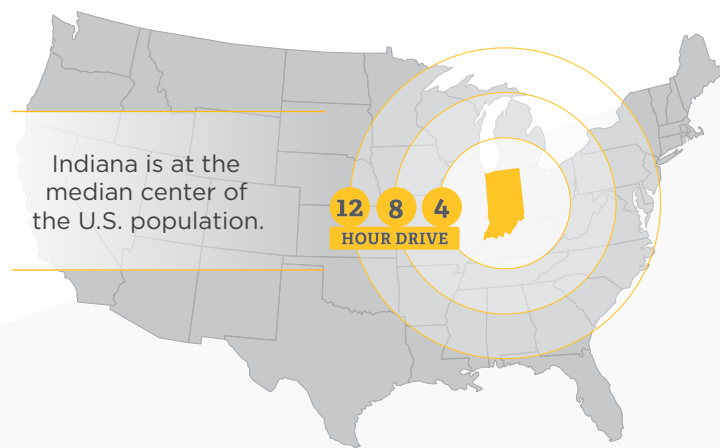 Indiana is at the
median center of
the U.S. population.
12 8 4
HOUR DRIVE